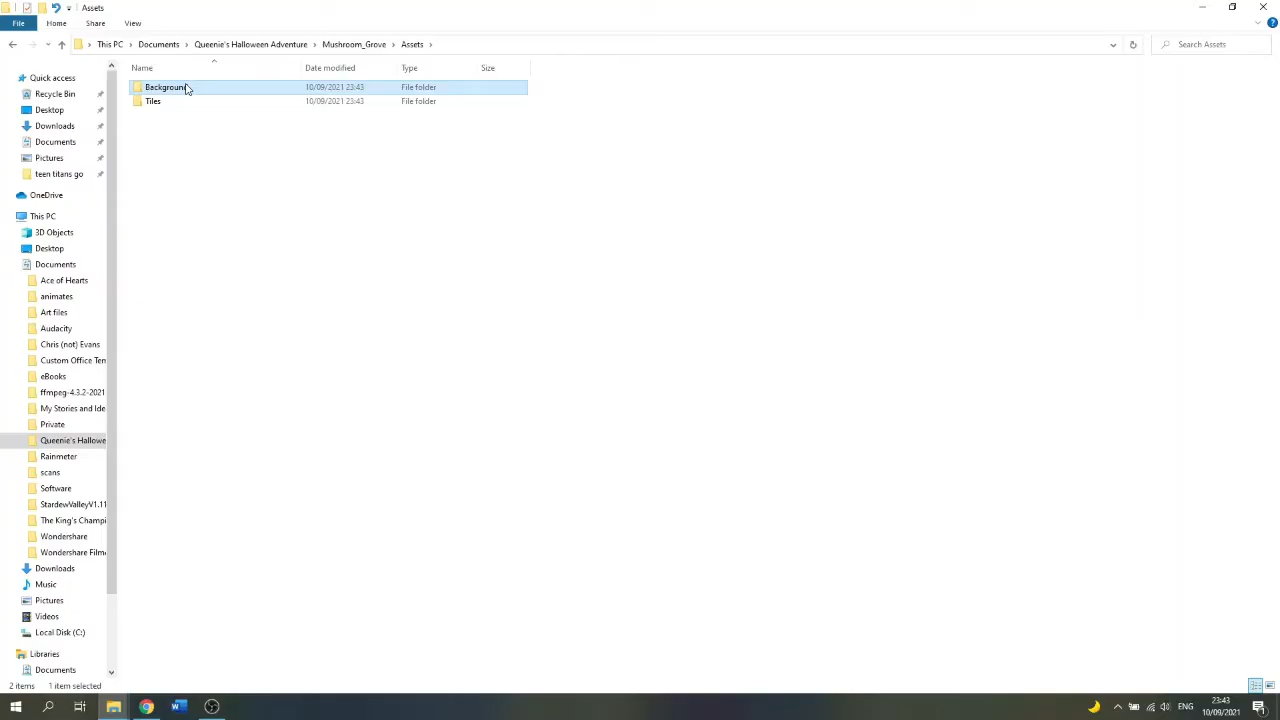 Assets
File Home Share View
This PC Documents Queenie's Halloween Adventure Mushroom_Grove Assets Search Assets
Name Date modified Type Size
Quick access
Background 10/09/2021 23:43 File folder
Recycle Bin
Tiles 10/09/2021 23:43 File folder
Desktop
Downloads
Documents
Pictures
teen titans go
OneDrive
This PC
3D Objects
Desktop
Documents
Ace of Hearts
animates
Art files
Audacity
Chris (not) Evans
Custom Office Tem
eBooks
ffmpeg-4.3.2-2021
My Stories and Ide
Private
Queenie's Hallowe
Rainmeter
scans
Software
StardewValleyV1.11
The King's Champi
Wondershare
Wondershare Filme
Downloads
Music
Pictures
Videos
Local Disk (C:)
Libraries
Documents
2 items 1 item selected
ENG
23:43
10/09/2021